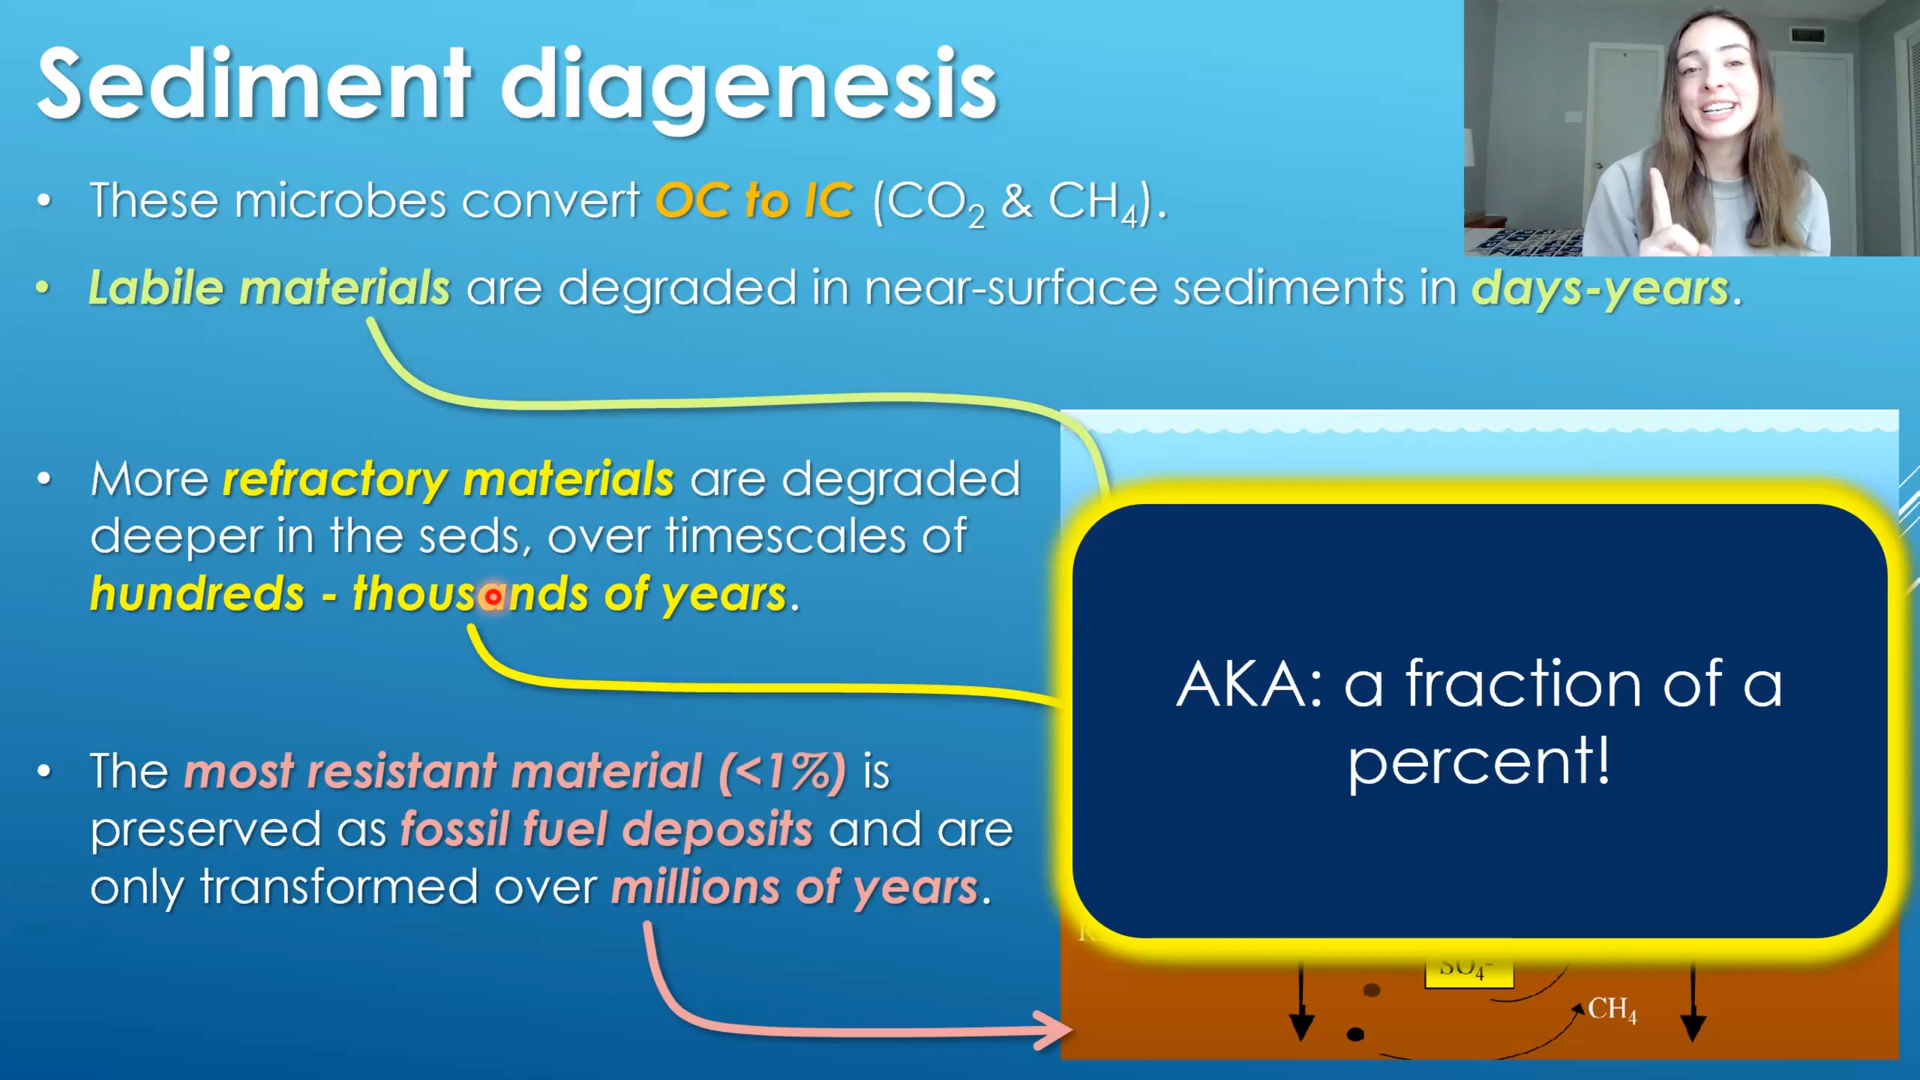 Sediment diagenesis
• These microbes convert OC to IC (CO₂ & CH₄).
• Labile materials are degraded in near-surface sediments in days-years.
• More refractory materials are degraded
deeper in the seds, over timescales of
hundreds - thousands of years.
AKA: a fraction of a
percent!
• The most resistant material (<1%) is
preserved as fossil fuel deposits and are
only transformed over millions of years.
CH₄